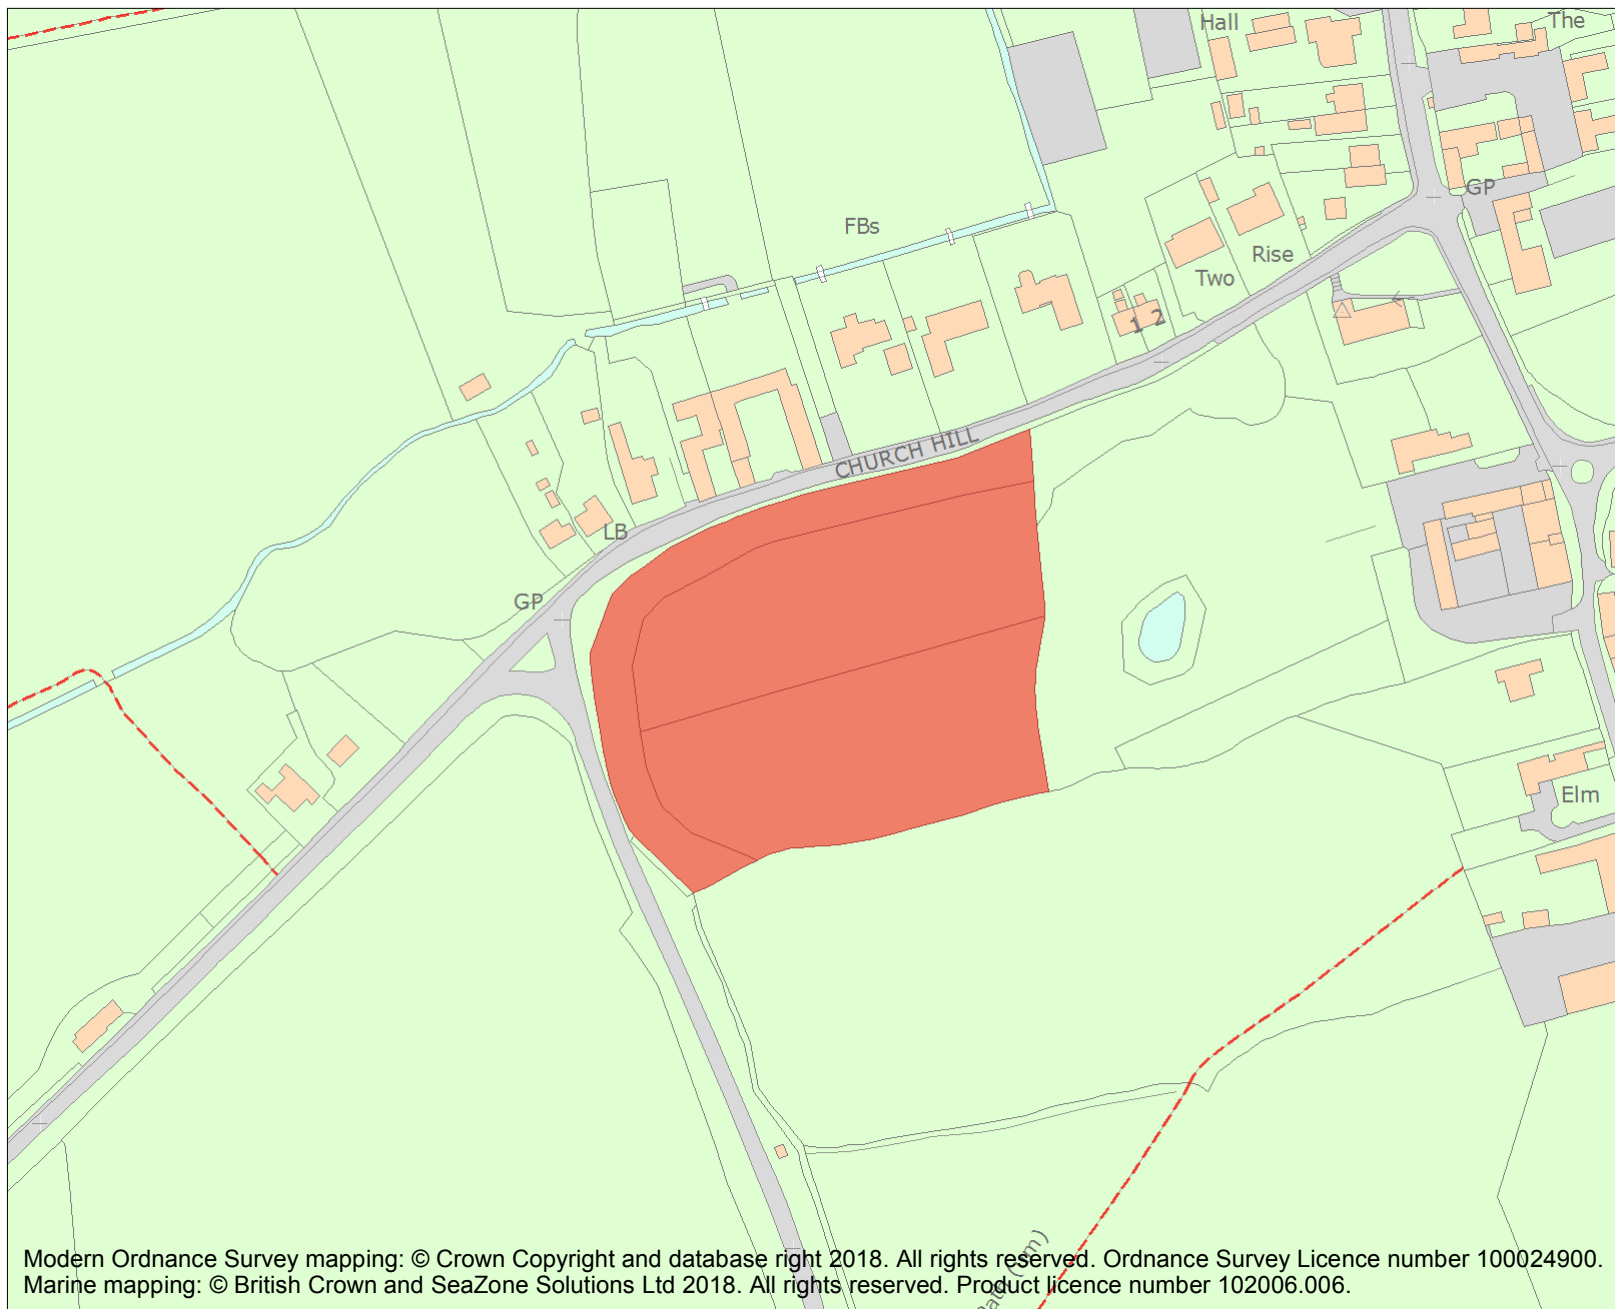 Hall
The
GP
FBs
Rise
Two
1 2
CHURCH HILL
LB
GP
Elm
Modern Ordnance Survey mapping: © Crown Copyright and database right 2018. All rights reserved. Ordnance Survey Licence number 100024900.
Marine mapping: © British Crown and SeaZone Solutions Ltd 2018. All rights reserved. Product licence number 102006.006.